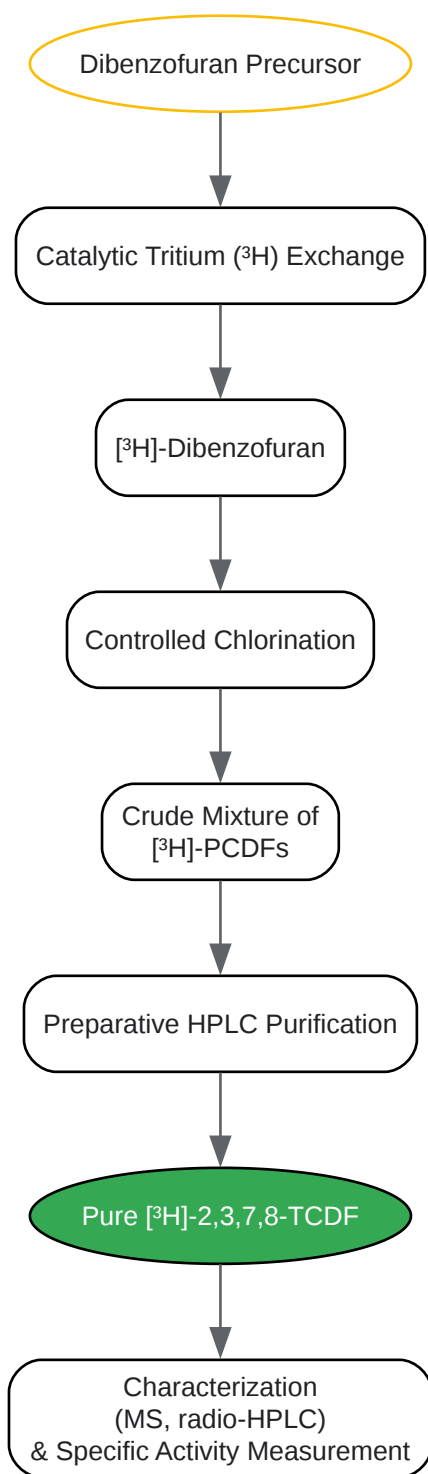 Dibenzofuran Precursor
Catalytic Tritium (³H) Exchange
[³H]-Dibenzofuran
Controlled Chlorination
Crude Mixture of
[³H]-PCDFs
Preparative HPLC Purification
Pure [³H]-2,3,7,8-TCDF
Characterization
(MS, radio-HPLC)
& Specific Activity Measurement